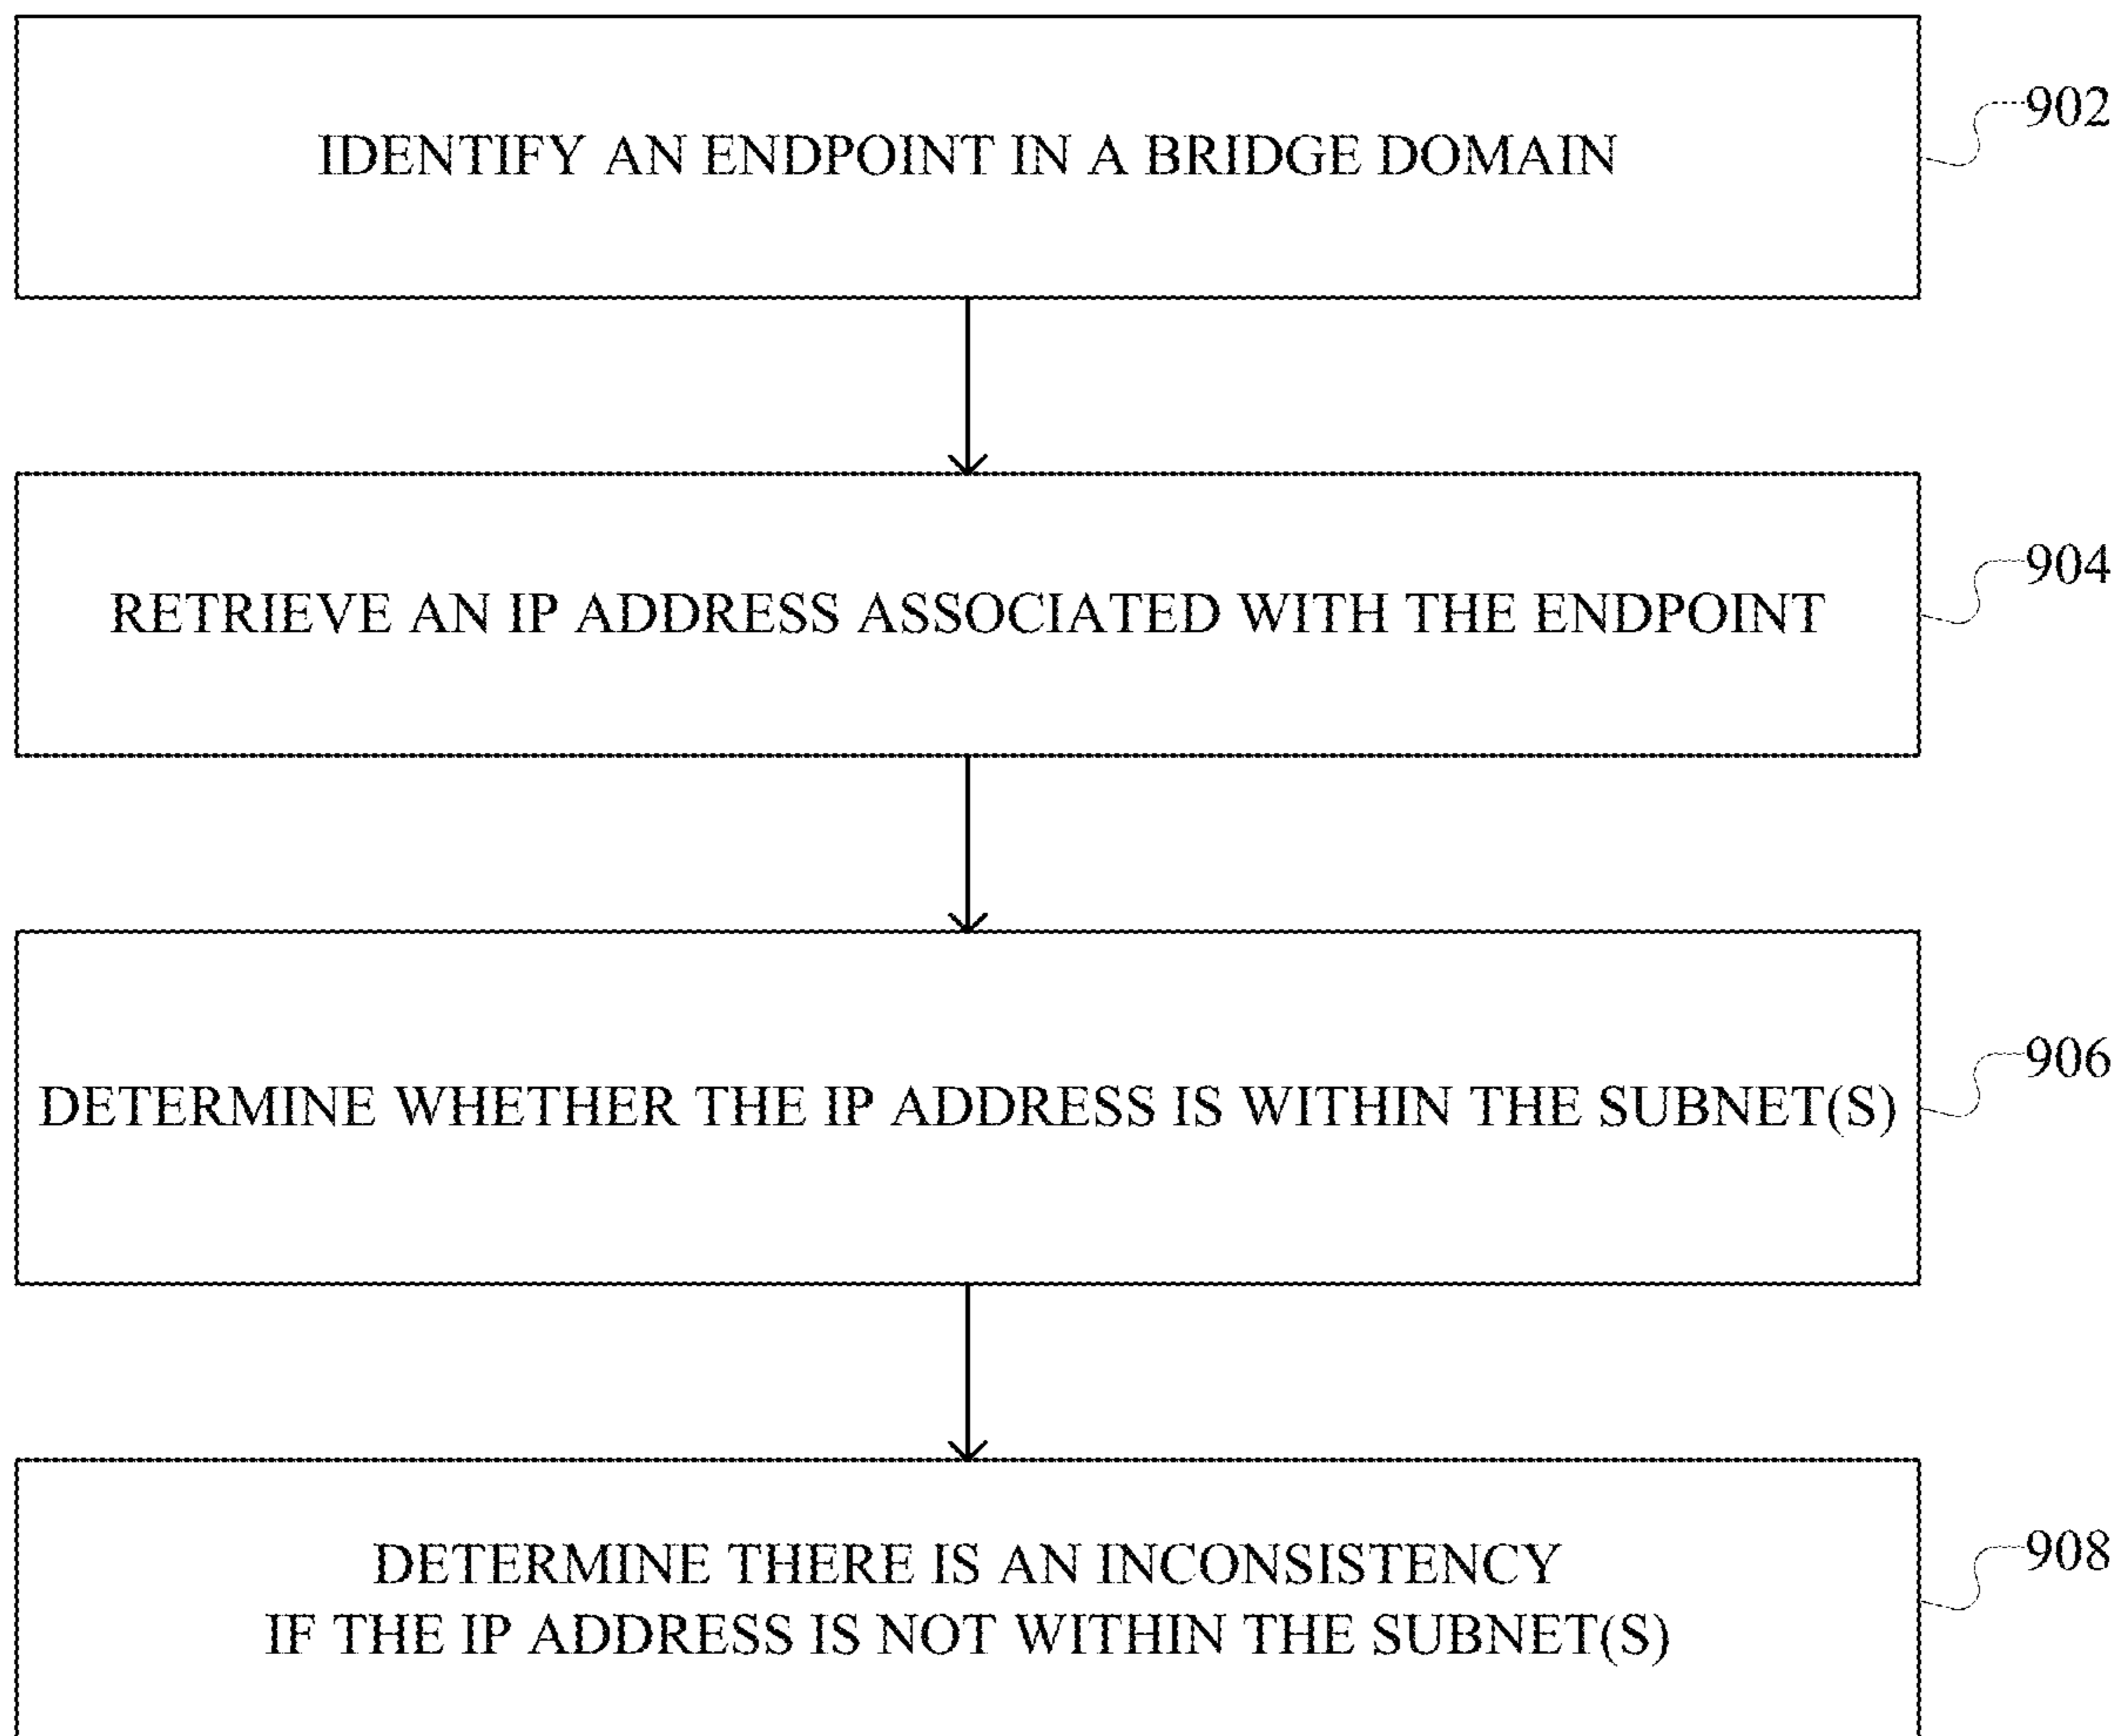 IDENTIFY AN ENDPOINT IN A BRIDGE DOMAIN
902
RETRIEVE AN IP ADDRESS ASSOCIATED WITH THE ENDPOINT
904
DETERMINE WHETHER THE IP ADDRESS IS WITHIN THE SUBNET(S)
906
DETERMINE THERE IS AN INCONSISTENCY
IF THE IP ADDRESS IS NOT WITHIN THE SUBNET(S)
908